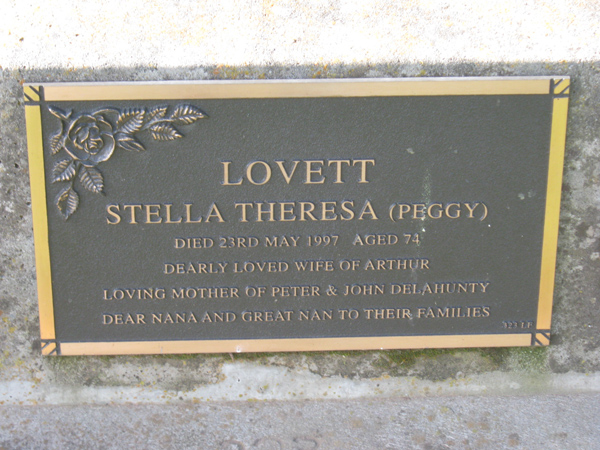 LOVETT
STELLA THERESA (PEGGY)
DIED 23RD MAY 1997 AGED 74
DEARLY LOVED WIFE OF ARTHUR
LOVING MOTHER OF PETER & JOHN DELAHUNTY
DEAR NANA AND GREAT NAN TO THEIR FAMILIES